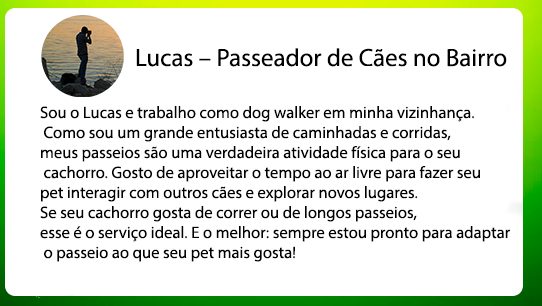 Lucas – Passeador de Cães no Bairro
Sou o Lucas e trabalho como dog walker em minha vizinhança.
Como sou um grande entusiasta de caminhadas e corridas,
meus passeios são uma verdadeira atividade física para o seu
cachorro. Gosto de aproveitar o tempo ao ar livre para fazer seu
pet interagir com outros cães e explorar novos lugares.
Se seu cachorro gosta de correr ou de longos passeios,
esse é o serviço ideal. E o melhor: sempre estou pronto para adaptar
o passeio ao que seu pet mais gosta!